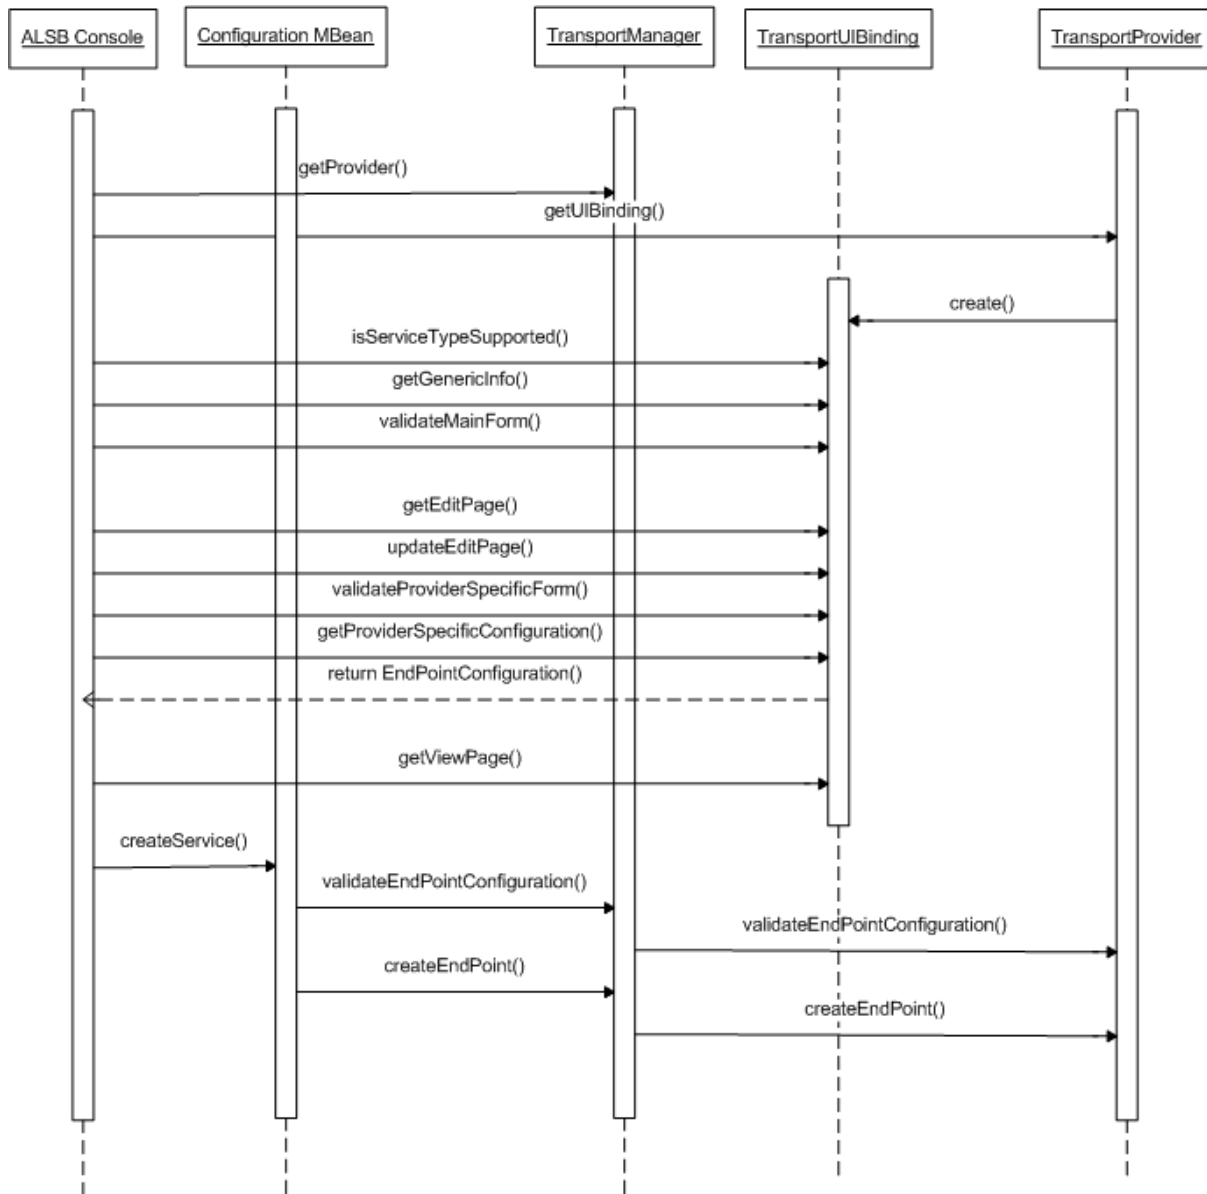 ALSB Console
Configuration MBean
TransportManager
TransportUIBinding
TransportProvider
getProvider()
getUIBinding()
create()
isServiceTypeSupported()
getGenericInfo()
validateMainForm()
getEditPage()
updateEditPage()
validateProviderSpecificForm()
getProviderSpecificConfiguration()
return EndPointConfiguration()
getViewPage()
createService()
validateEndPointConfiguration()
validateEndPointConfiguration()
createEndPoint()
createEndPoint()